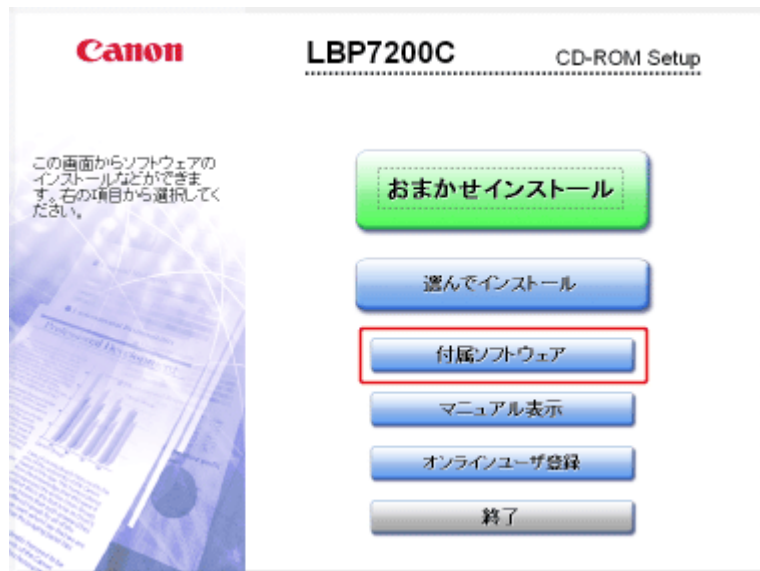 Canon
LBP7200C
CD-ROM Setup
この画面からソフトウェアの
インストールなどができま
す。右の項目から選択してく
ださい。
おまかせインストール
選んでインストール
付属ソフトウェア
マニュアル表示
オンラインユーザ登録
終了